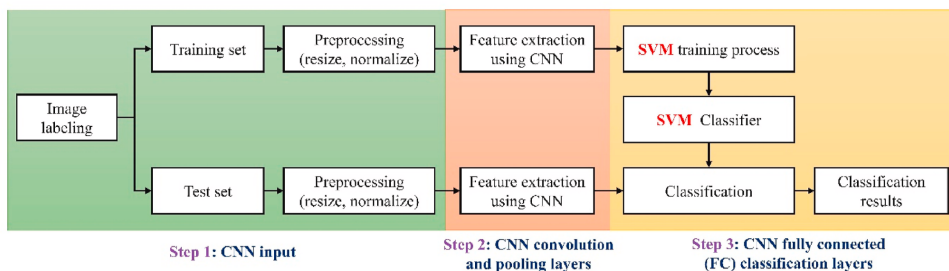 Image
labeling
Training set
Preprocessing
(resize, normalize)
Feature extraction
using CNN
SVM training process
SVM Classifier
Test set
Preprocessing
(resize, normalize)
Feature extraction
using CNN
Classification
Classification
results
Step 1: CNN input
Step 2: CNN convolution
and pooling layers
Step 3: CNN fully connected
(FC) classification layers